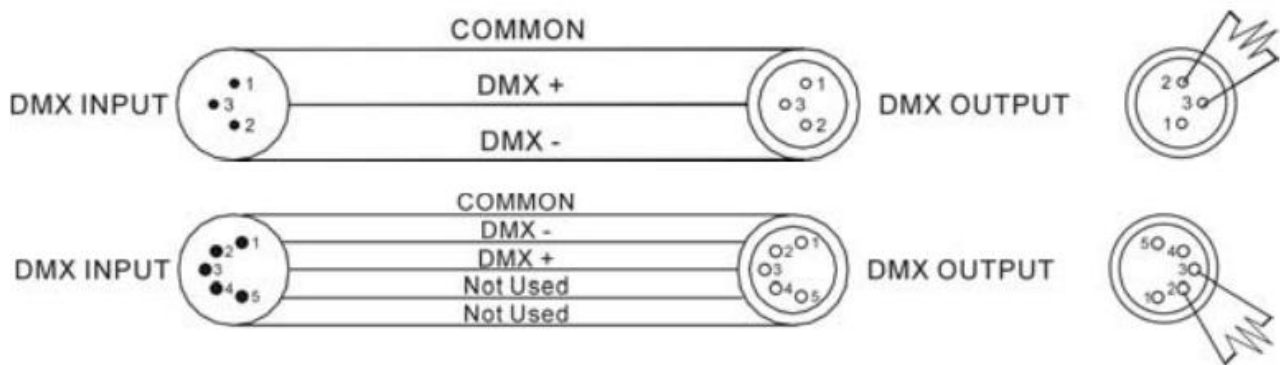 COMMON
DMX INPUT
1
3
2
DMX +
DMX -
1
3
2
DMX OUTPUT
2
3
1
COMMON
DMX -
DMX +
Not Used
Not Used
DMX INPUT
1
2
3
4
5
1
2
3
4
5
DMX OUTPUT
5
4
3
2
1